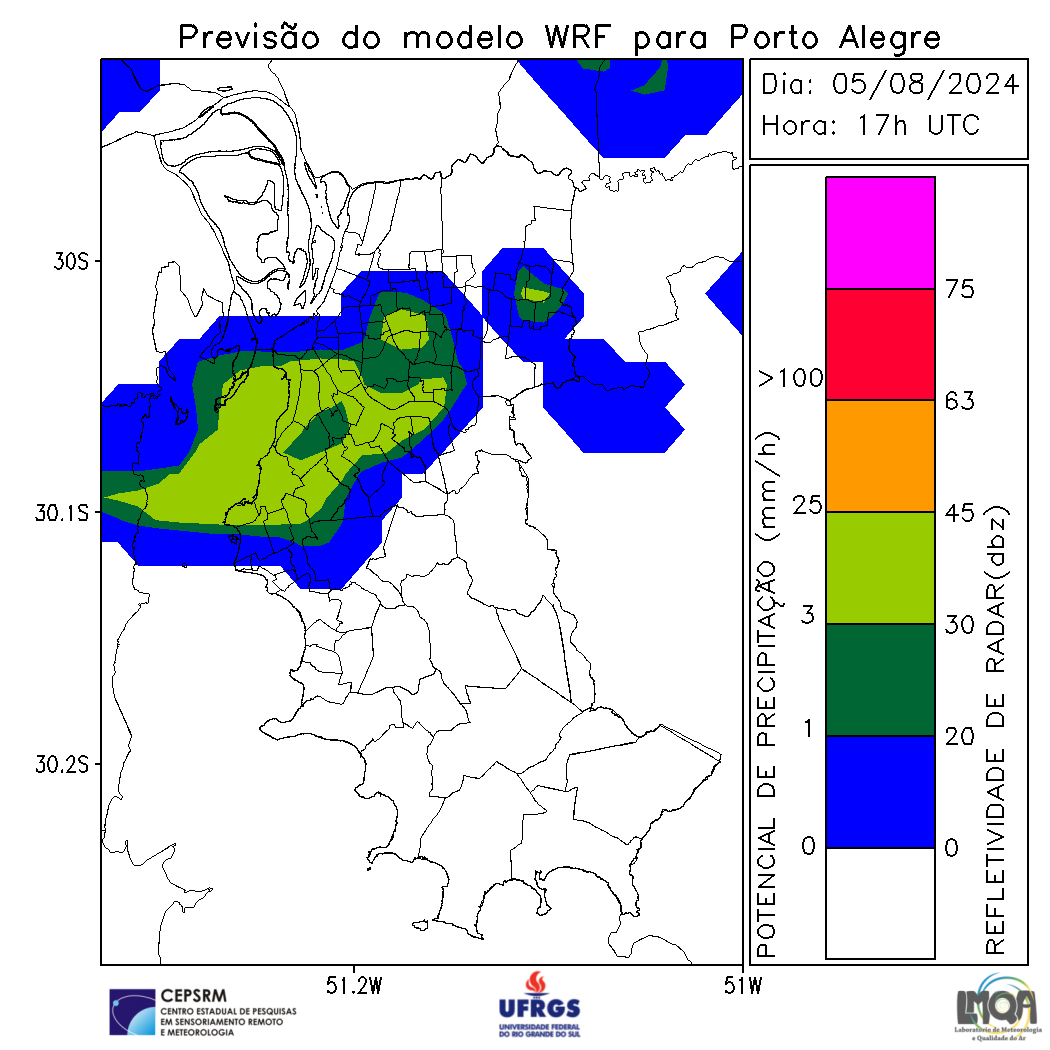 Previsão do modelo WRF para Porto Alegre
Dia: 05/08/2024
Hora: 17h UTC
30S
30.1S
30.2S
51.2W
51W
POTENCIAL DE PRECIPITAÇÃO (mm/h)
>100
25
3
1
0
75
63
45
30
20
0
REFLETIVIDADE DE RADAR(dbz)
CEPSRM
CENTRO ESTADUAL DE PESQUISAS
EM SENSORIAMENTO REMOTO
E METEOROLOGIA
UFRGS
UNIVERSIDADE FEDERAL
DO RIO GRANDE DO SUL
LMQA
Laboratório de Meteorologia
e Qualidade do Ar